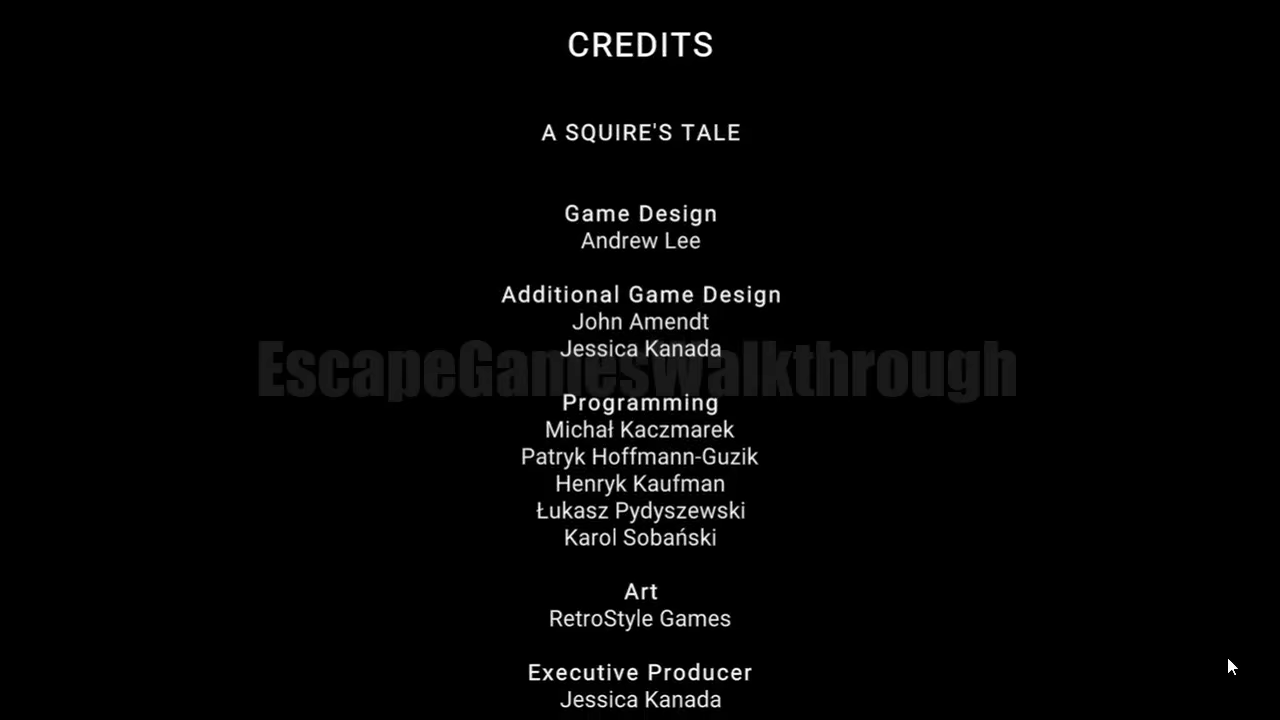 CREDITS
A SQUIRE'S TALE
Game Design
Andrew Lee
Additional Game Design
John Amendt
Jessica Kanada
EscapeGamesWalkthrough
Programming
Michał Kaczmarek
Patryk Hoffmann-Guzik
Henryk Kaufman
Łukasz Pydyszewski
Karol Sobański
Art
RetroStyle Games
Executive Producer
Jessica Kanada